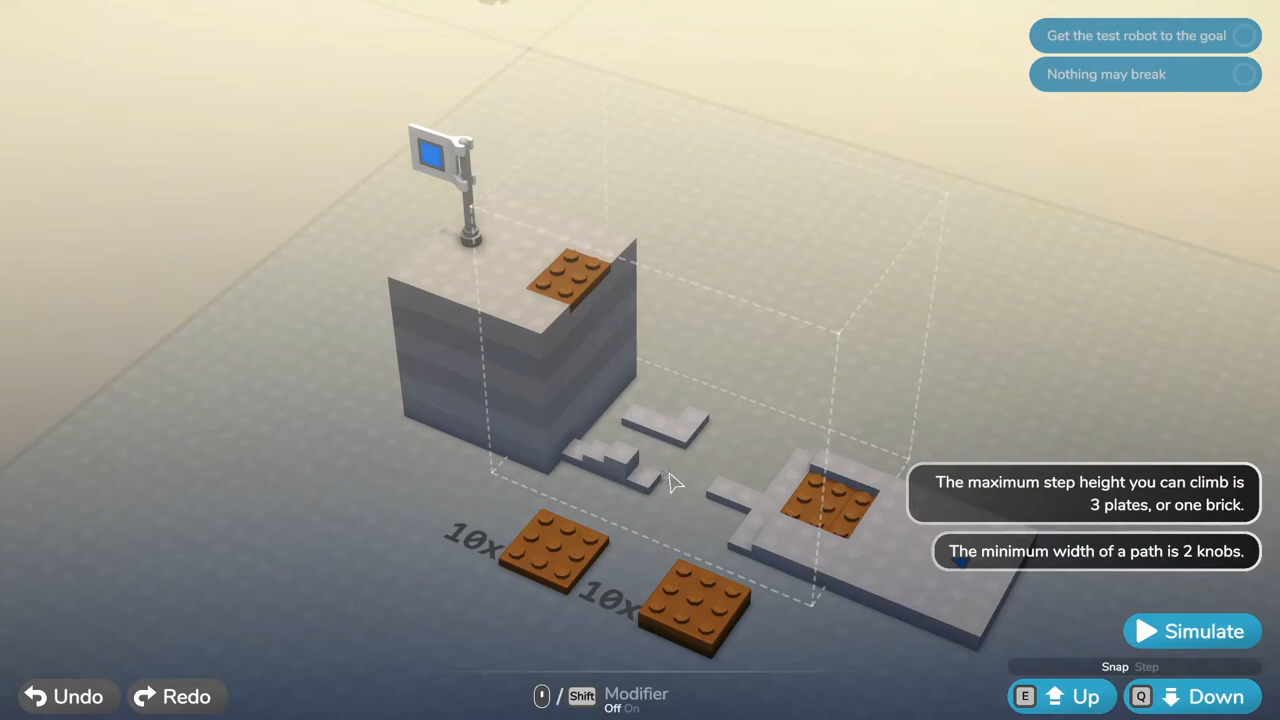 Get the test robot to the goal
Nothing may break
10x
10x
The maximum step height you can climb is
3 plates, or one brick.
The minimum width of a path is 2 knobs.
Simulate
Snap Step
Undo
Redo
/ Shift Modifier
Off On
E Up
Q Down